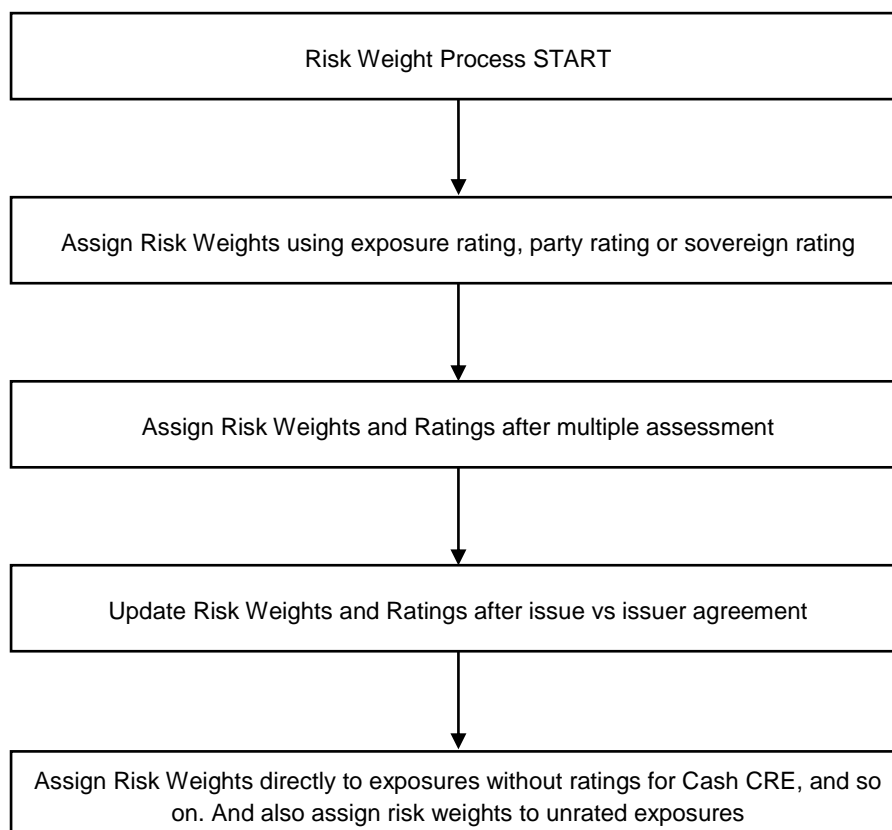 Risk Weight Process START
Assign Risk Weights using exposure rating, party rating or sovereign rating
Assign Risk Weights and Ratings after multiple assessment
Update Risk Weights and Ratings after issue vs issuer agreement
Assign Risk Weights directly to exposures without ratings for Cash CRE, and so
on. And also assign risk weights to unrated exposures